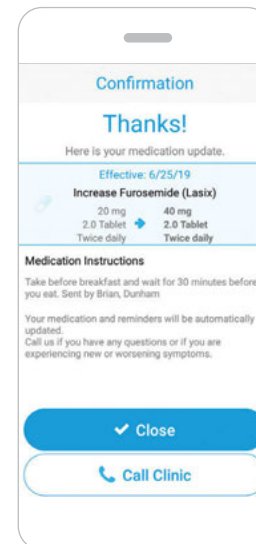 Confirmation
Thanks!
Here is your medication update.
Effective: 6/25/19
Increase Furosemide (Lasix)
20 mg 40 mg
2.0 Tablet 2.0 Tablet
Twice daily Twice daily
Medication Instructions
Take before breakfast and wait for 30 minutes before
you eat. Sent by Brian, Dunham
Your medication and reminders will be automatically
updated.
Call us if you have any questions or if you are
experiencing new or worsening symptoms.
Close
Call Clinic